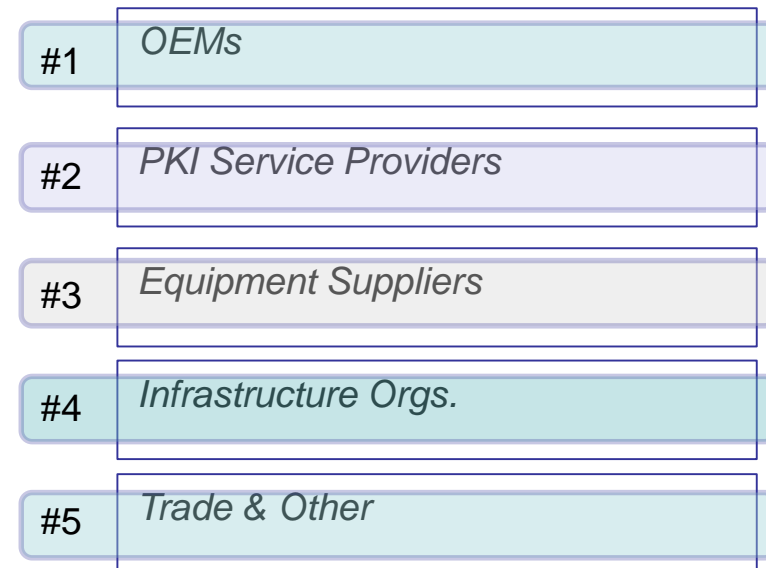 #1 OEMs
#2 PKI Service Providers
#3 Equipment Suppliers
#4 Infrastructure Orgs.
#5 Trade & Other